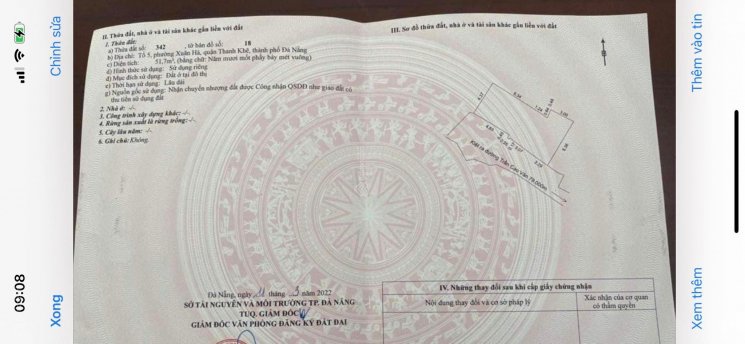 Chỉnh sửa
09:08
Xong
Thêm vào tin
Xem thêm
II. Thửa đất, nhà ở và tài sản khác gắn liền với đất
1. Thửa đất:
a) Thửa đất số: 342 , tờ bản đồ số: 18
b) Địa chỉ: Tổ 5, phường Xuân Hà, quận Thanh Khê, thành phố Đà Nẵng
c) Diện tích: 51,7m², (bằng chữ: Năm mươi mốt phẩy bảy mét vuông)
d) Hình thức sử dụng: Sử dụng riêng
đ) Mục đích sử dụng: Đất ở tại đô thị
e) Thời hạn sử dụng: Lâu dài
g) Nguồn gốc sử dụng: Nhận chuyển nhượng đất được Công nhận QSDĐ như giao đất có
thu tiền sử dụng đất
2. Nhà ở: -/-
3. Công trình xây dựng khác: -/-
4. Rừng sản xuất là rừng trồng: -/-
5. Cây lâu năm: -/-
6. Ghi chú: Không.
III. Sơ đồ thửa đất, nhà ở và tài sản khác gắn liền với đất
Kiệt ra đường Trần Cao Vân
Đà Nẵng, ngày tháng 3 năm 2022
SỞ TÀI NGUYÊN VÀ MÔI TRƯỜNG TP. ĐÀ NẴNG
TUQ. GIÁM ĐỐC
GIÁM ĐỐC VĂN PHÒNG ĐĂNG KÝ ĐẤT ĐAI
IV. Những thay đổi sau khi cấp giấy chứng nhận
Nội dung thay đổi và cơ sở pháp lý
Xác nhận của cơ quan
có thẩm quyền